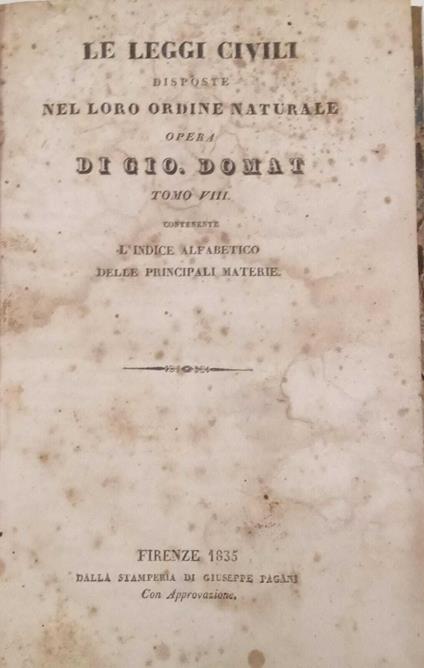 LE LEGGI CIVILI
DISPOSTE
NEL LORO ORDINE NATURALE
OPERA
DI GIO. DOMAT
TOMO VIII.
CONTENENTE
L'INDICE ALFABETICO
DELLE PRINCIPALI MATERIE.
FIRENZE 1835
DALLA STAMPERIA DI GIUSEPPE PAGANI
Con Approvazione.